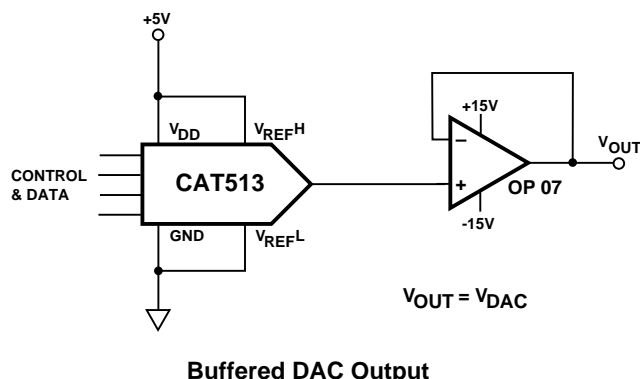 +5V
VDD
VREFH
CONTROL
& DATA
CAT513
GND
VREFL
+15V
−
+
OP 07
-15V
VOUT
VOUT = VDAC
Buffered DAC Output